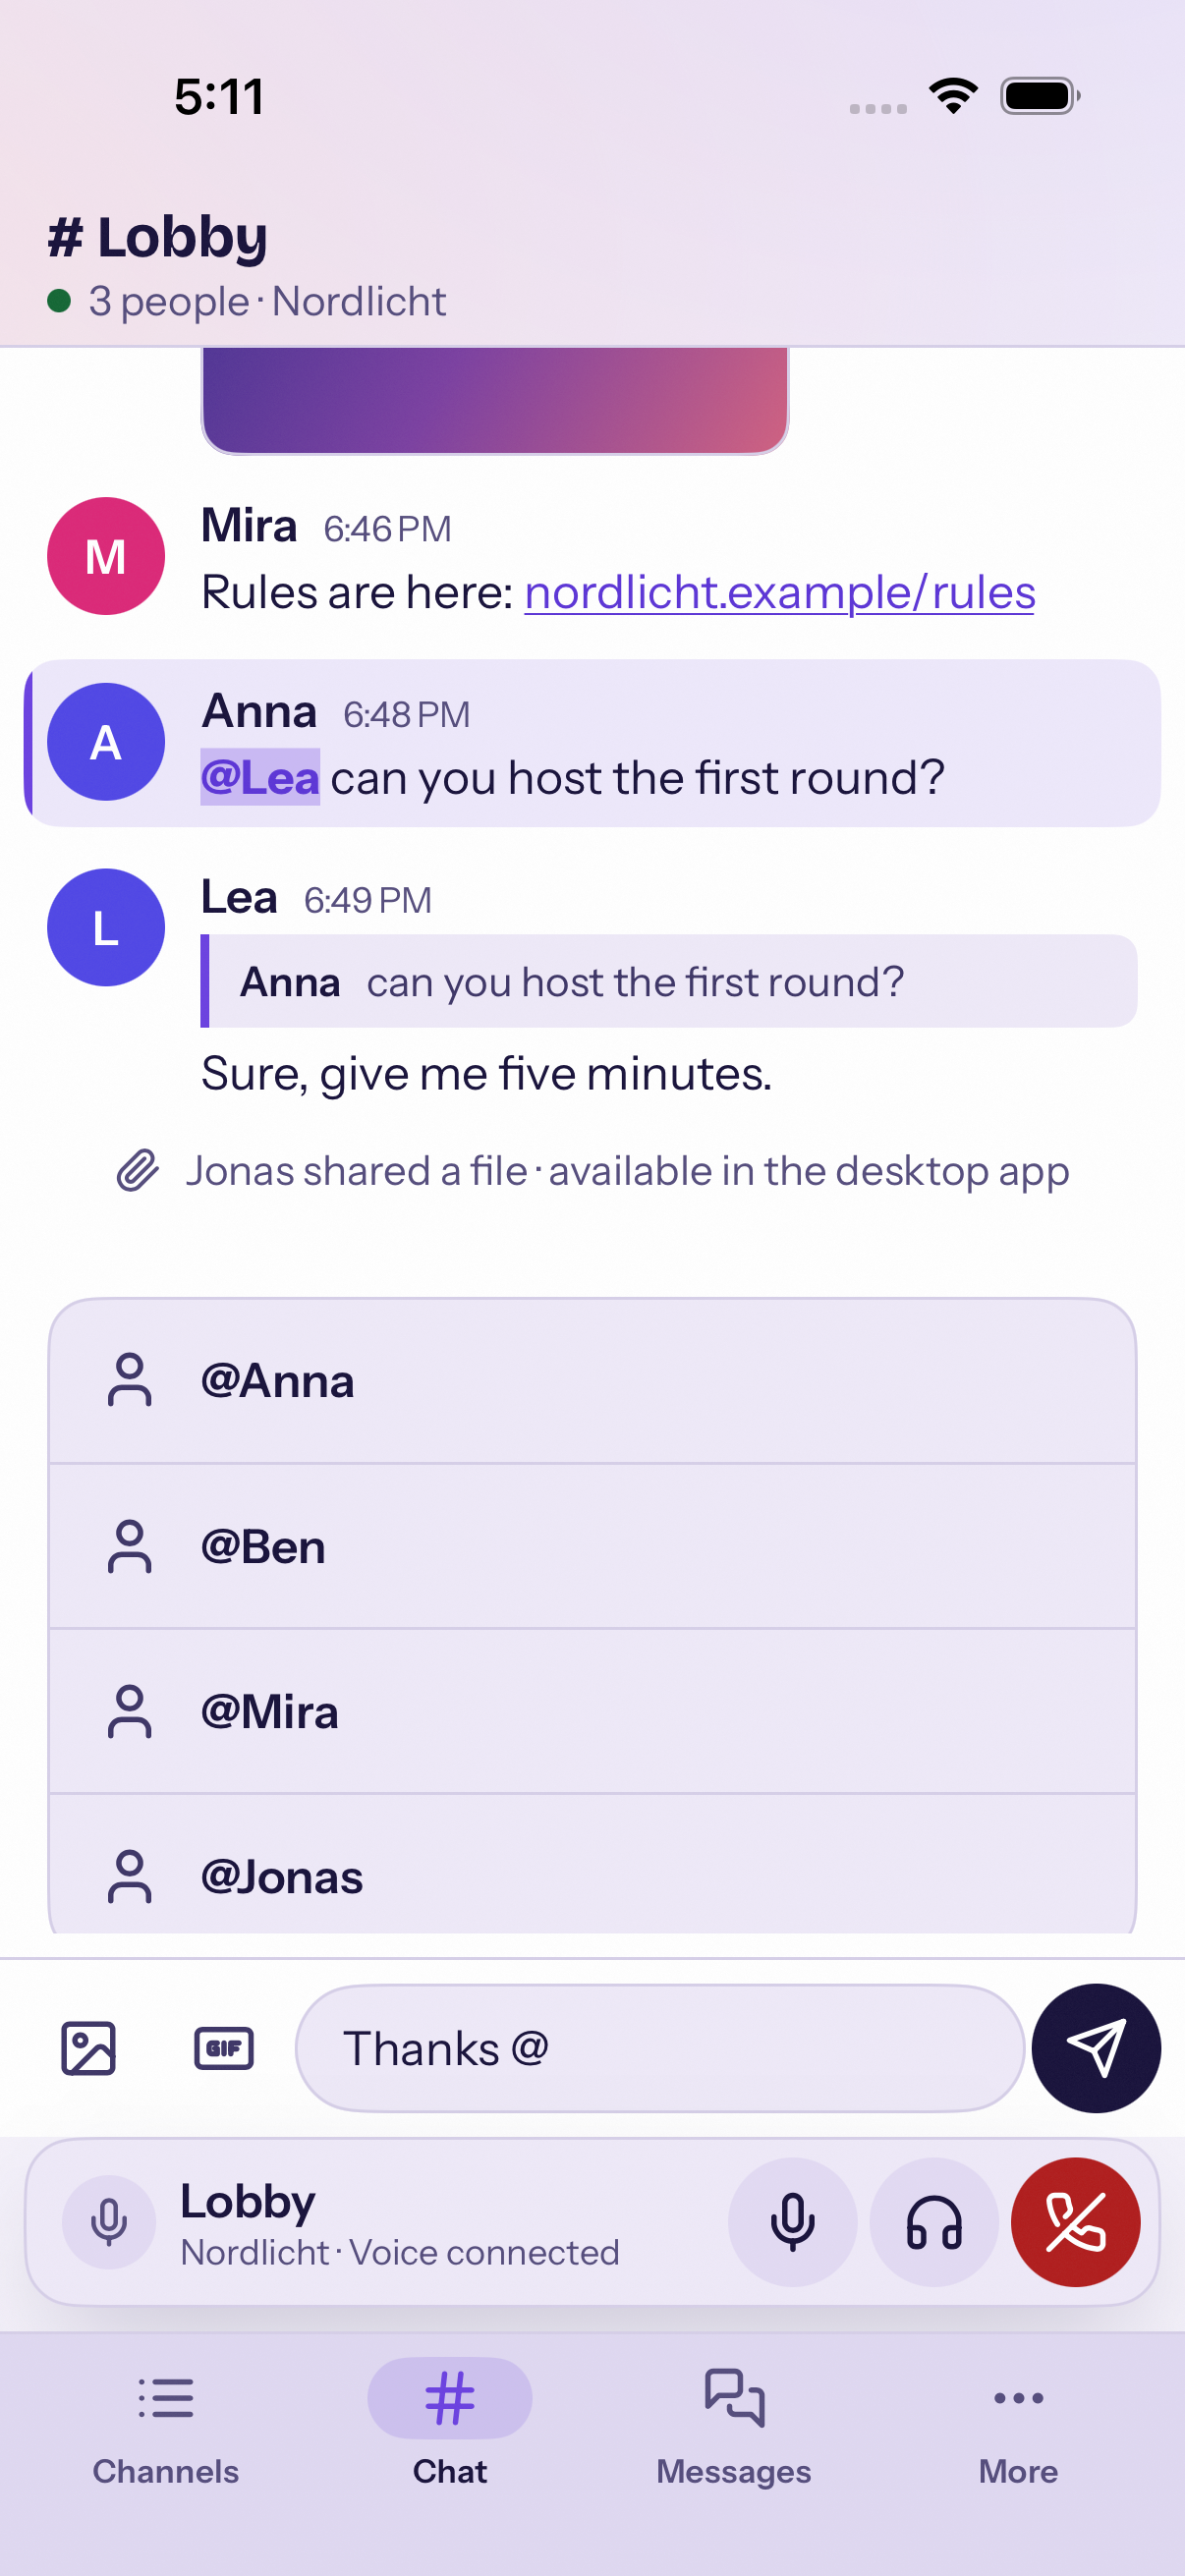 5:11
# Lobby
3 people · Nordlicht
M
Mira 6:46 PM
Rules are here: nordlicht.example/rules
A
Anna 6:48 PM
@Lea can you host the first round?
L
Lea 6:49 PM
Anna can you host the first round?
Sure, give me five minutes.
Jonas shared a file · available in the desktop app
@Anna
@Ben
@Mira
@Jonas
GIF
Thanks @
Lobby
Nordlicht · Voice connected
Channels
Chat
Messages
More